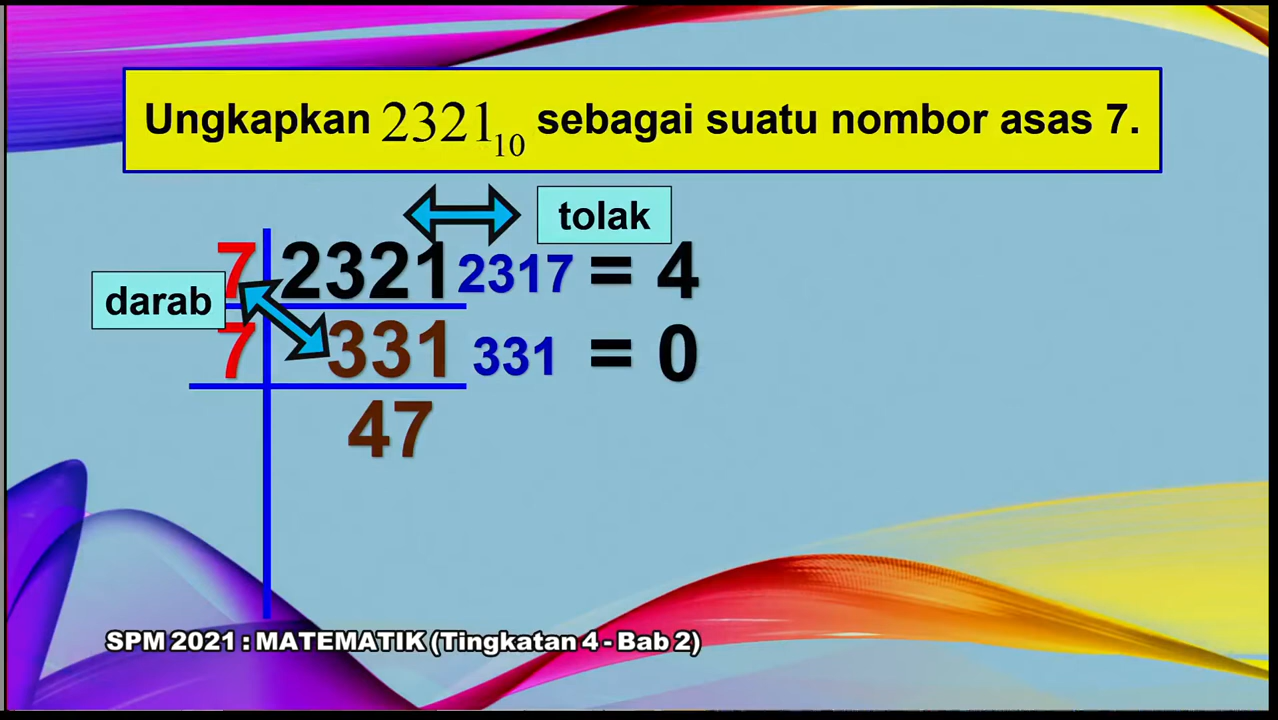 Ungkapkan 2321₁₀ sebagai suatu nombor asas 7.
tolak
7 2321 2317 = 4
darab
7 331 331 = 0
47
SPM 2021 : MATEMATIK (Tingkatan 4 - Bab 2)